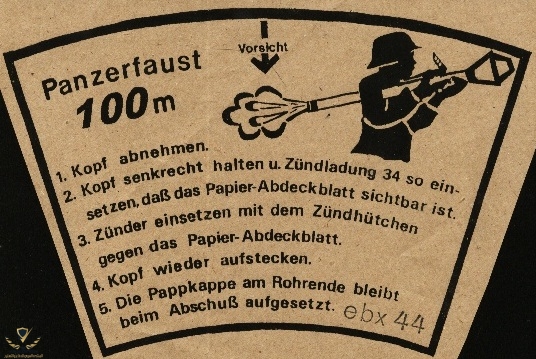 Vorsicht
Panzerfaust
100m
1. Kopf abnehmen.
2. Kopf senkrecht halten u. Zündladung 34 so ein-
setzen, daß das Papier-Abdeckblatt sichtbar ist.
3. Zünder einsetzen mit dem Zündhütchen
gegen das Papier-Abdeckblatt.
4. Kopf wieder aufstecken.
5. Die Pappkappe am Rohrende bleibt
beim Abschuß aufgesetzt.
ebx 44